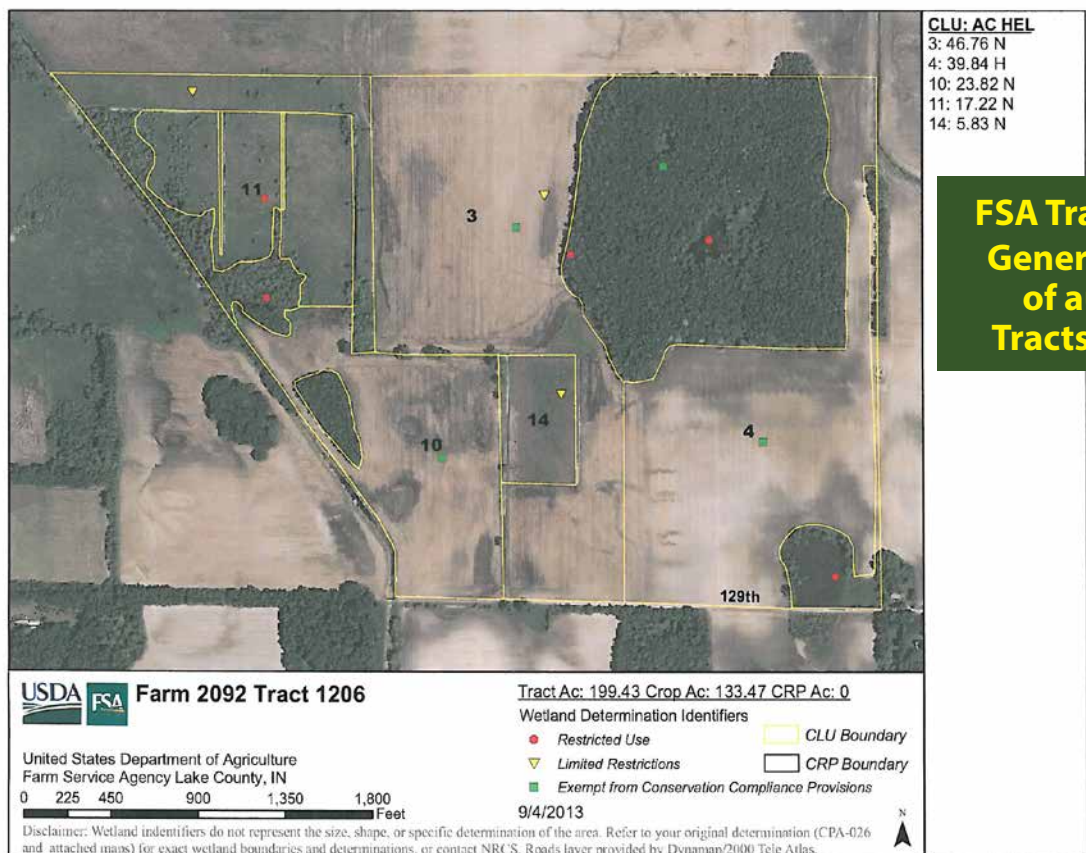 CLU: AC HEL
3: 46.76 N
4: 39.84 H
10: 23.82 N
11: 17.22 N
14: 5.83 N
FSA Tra
Gener
of a
Tracts
11
3
10
14
4
129th
USDA FSA Farm 2092 Tract 1206
United States Department of Agriculture
Farm Service Agency Lake County, IN
0 225 450 900 1,350 1,800
Feet
Tract Ac: 199.43 Crop Ac: 133.47 CRP Ac: 0
Wetland Determination Identifiers
Restricted Use
Limited Restrictions
Exempt from Conservation Compliance Provisions
CLU Boundary
CRP Boundary
9/4/2013
N
Disclaimer: Wetland indentifiers do not represent the size, shape, or specific determination of the area. Refer to your original determination (CPA-026
and attached maps) for exact wetland boundaries and determinations, or contact NRCS. Roads layer provided by Dynamap/2000 Tele Atlas.